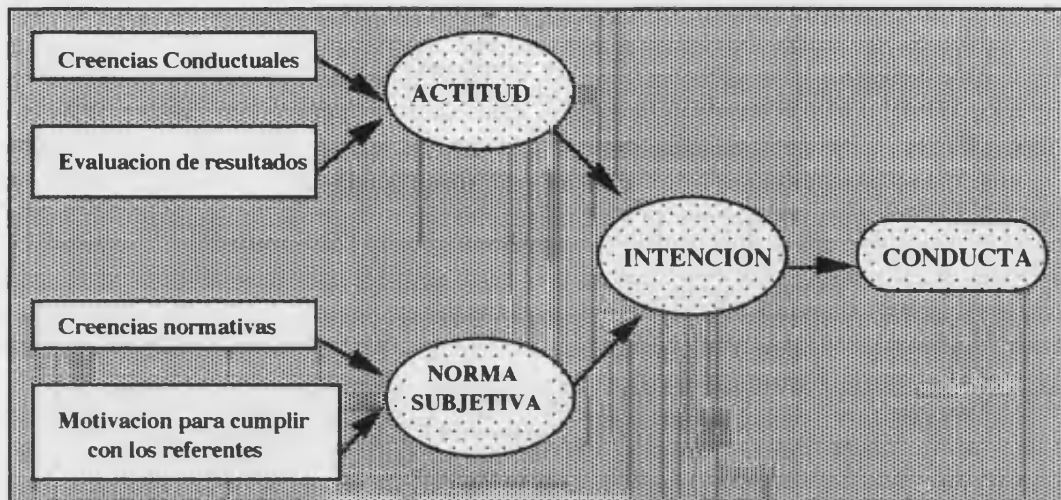 Creencias Conductuales
Evaluacion de resultados
ACTITUD
INTENCION
CONDUCTA
Creencias normativas
Motivacion para cumplir
con los referentes
NORMA
SUBJETIVA